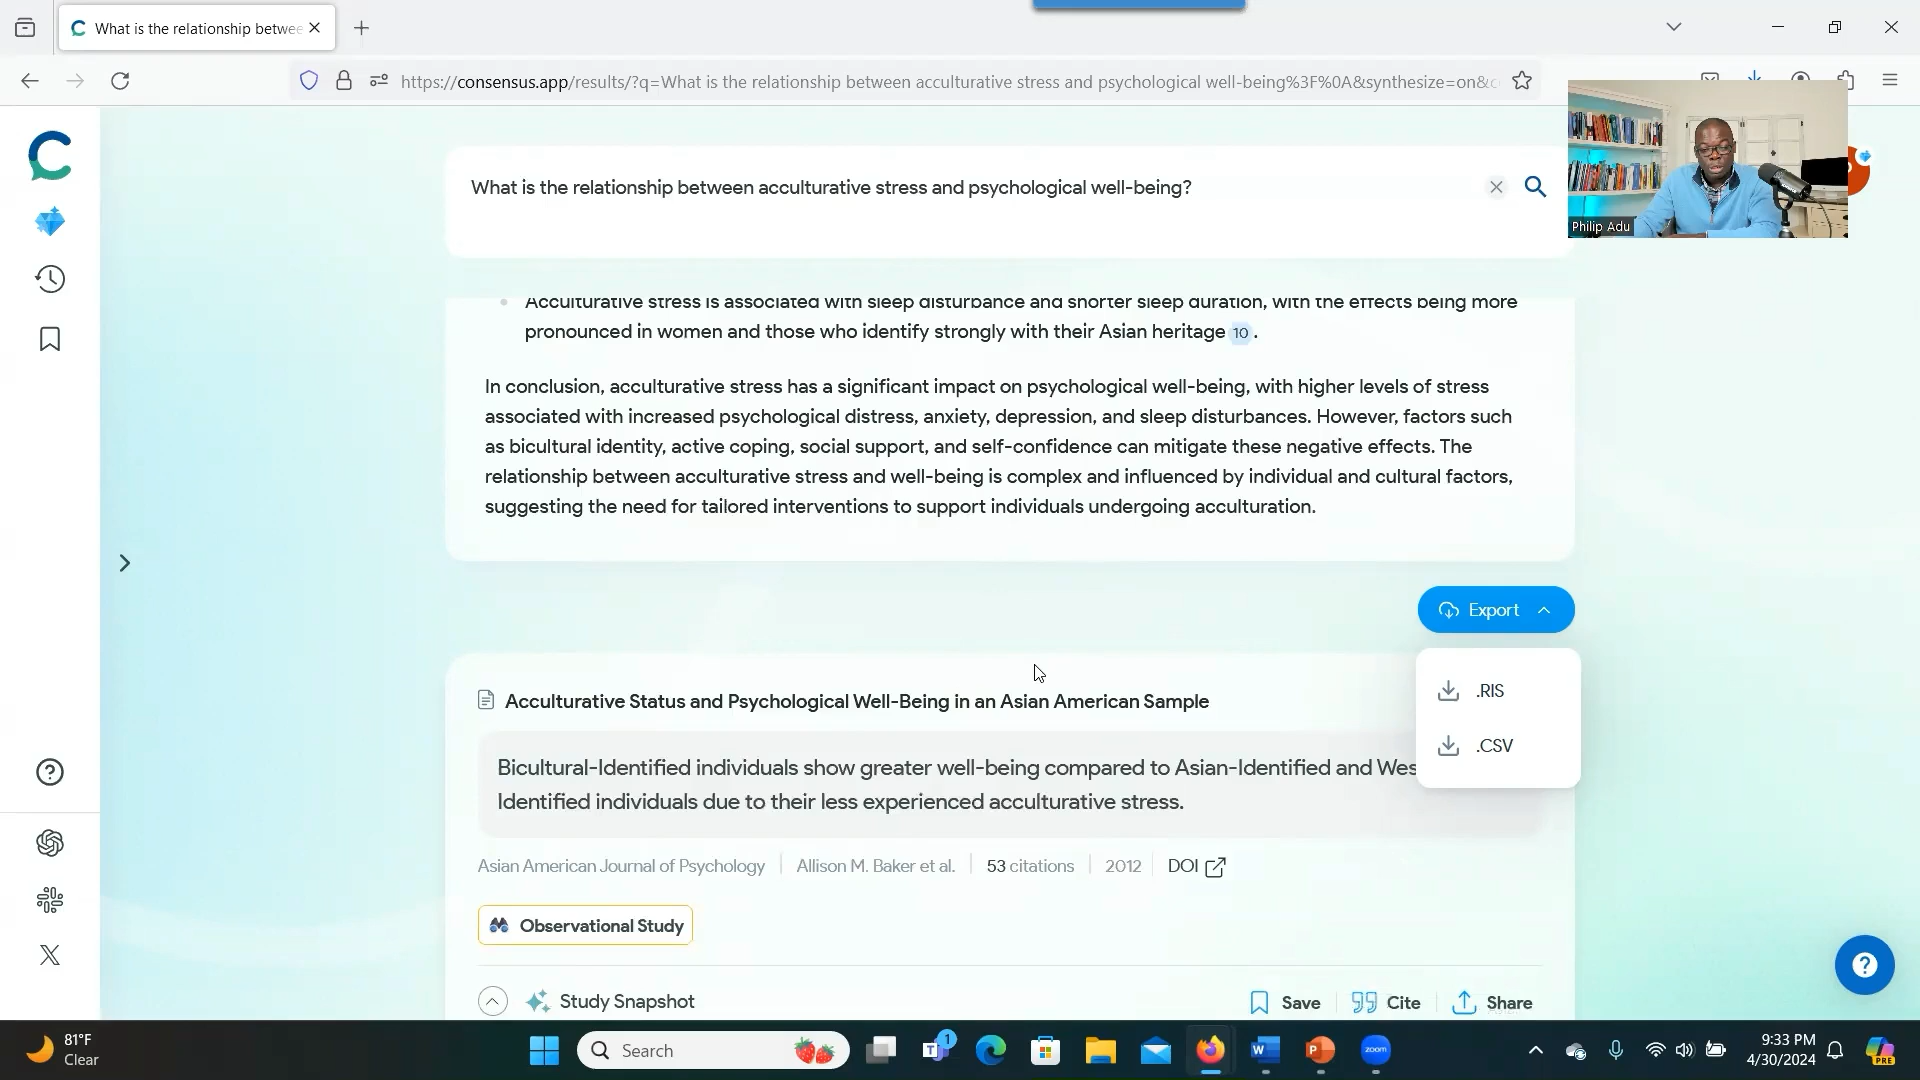 What is the relationship betwee
https://consensus.app/results/?q=What is the relationship between acculturative stress and psychological well-being%3F%0A&synthesize=on&c
What is the relationship between acculturative stress and psychological well-being?
Philip Adu
Acculturative stress is associated with sleep disturbance and shorter sleep duration, with the effects being more
pronounced in women and those who identify strongly with their Asian heritage 10 .
In conclusion, acculturative stress has a significant impact on psychological well-being, with higher levels of stress
associated with increased psychological distress, anxiety, depression, and sleep disturbances. However, factors such
as bicultural identity, active coping, social support, and self-confidence can mitigate these negative effects. The
relationship between acculturative stress and well-being is complex and influenced by individual and cultural factors,
suggesting the need for tailored interventions to support individuals undergoing acculturation.
Export
.RIS
.CSV
Acculturative Status and Psychological Well-Being in an Asian American Sample
Bicultural-Identified individuals show greater well-being compared to Asian-Identified and Wes
Identified individuals due to their less experienced acculturative stress.
Asian American Journal of Psychology Allison M. Baker et al. 53 citations 2012 DOI
Observational Study
Study Snapshot Save Cite Share
81°F
Clear
Search
1
zoom
9:33 PM
4/30/2024
PRE